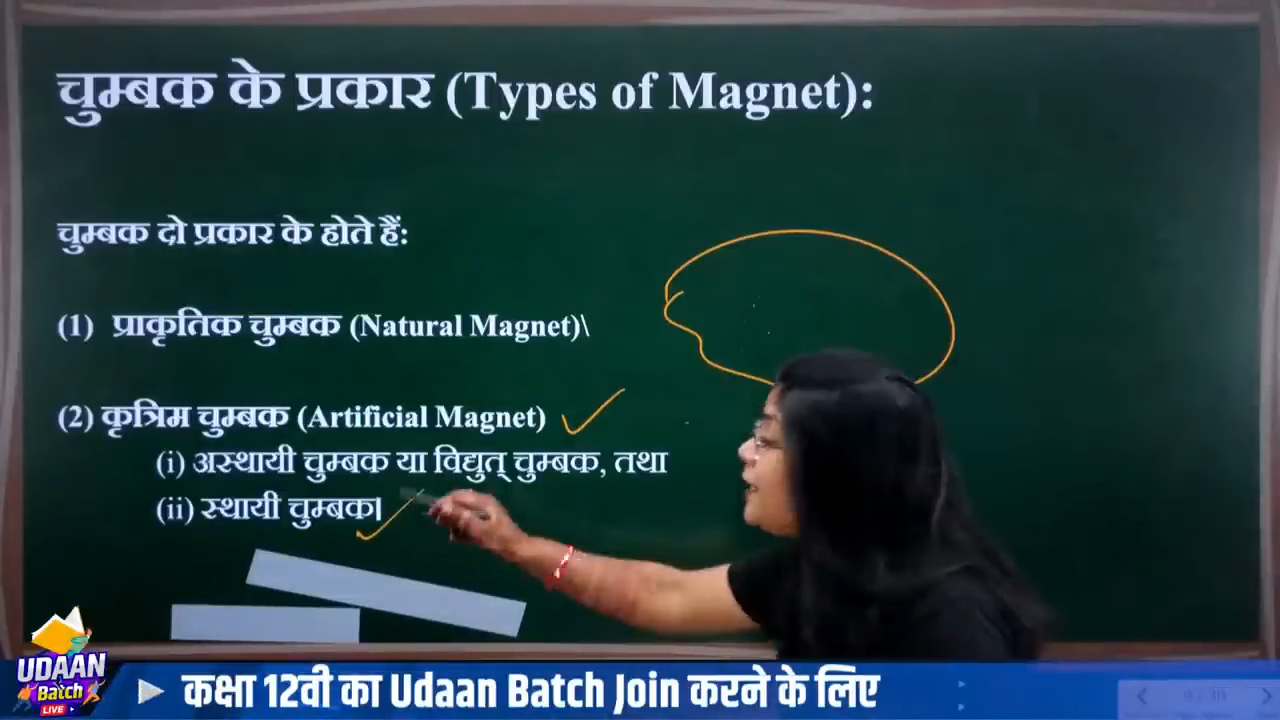 चुम्बक के प्रकार (Types of Magnet):
चुम्बक दो प्रकार के होते हैं:
(1) प्राकृतिक चुम्बक (Natural Magnet)\
(2) कृत्रिम चुम्बक (Artificial Magnet)
(i) अस्थायी चुम्बक या विद्युत् चुम्बक, तथा
(ii) स्थायी चुम्बक।
UDAAN
Batch
LIVE
कक्षा 12वी का Udaan Batch Join करने के लिए